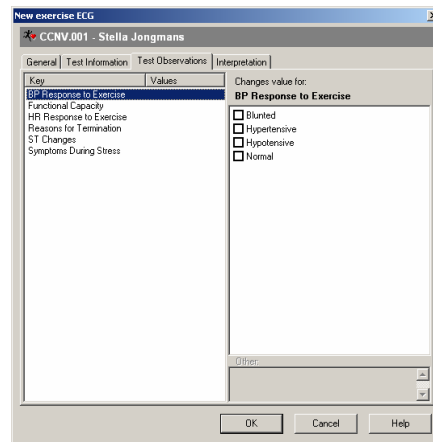 New exercise ECG
CCNV.001 - Stella Jongmans
General Test Information Test Observations Interpretation
Key Values
BP Response to Exercise
Functional Capacity
HR Response to Exercise
Reasons for Termination
ST Changes
Symptoms During Stress
Changes value for:
BP Response to Exercise
Blunted
Hypertensive
Hypotensive
Normal
Other:
OK Cancel Help